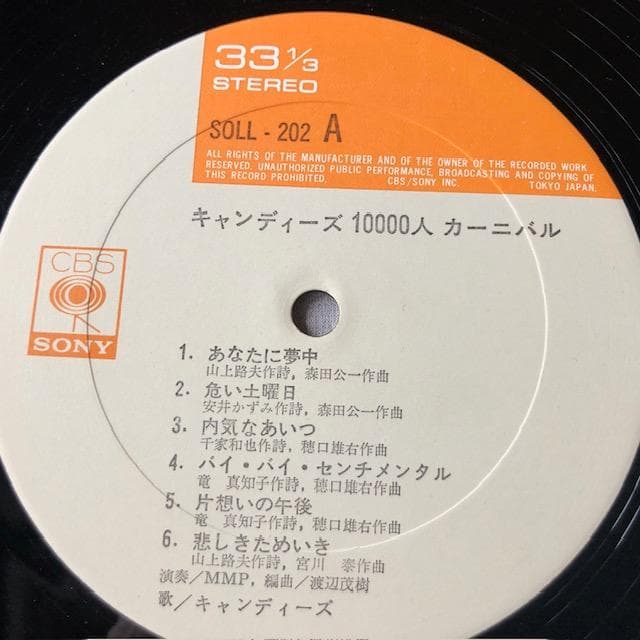 33 1/3
STEREO
SOLL - 202 A
ALL RIGHTS OF THE MANUFACTURER AND OF THE OWNER OF THE RECORDED WORK
RESERVED. UNAUTHORIZED PUBLIC PERFORMANCE, BROADCASTING AND COPYING OF
THIS RECORD PROHIBITED. CBS/SONY INC. TOKYO JAPAN.
キャンディーズ 10000人 カーニバル
CBS
SONY
1. あなたに夢中
山上路夫作詩, 森田公一作曲
2. 危い土曜日
安井かずみ作詩, 森田公一作曲
3. 内気なあいつ
千家和也作詩, 穂口雄右作曲
4. バイ・バイ・センチメンタル
竜 真知子作詩, 穂口雄右作曲
5. 片想いの午後
竜 真知子作詩, 穂口雄右作曲
6. 悲しきためいき
山上路夫作詩, 宮川 泰作曲
演奏/MMP, 編曲/渡辺茂樹
歌/キャンディーズ